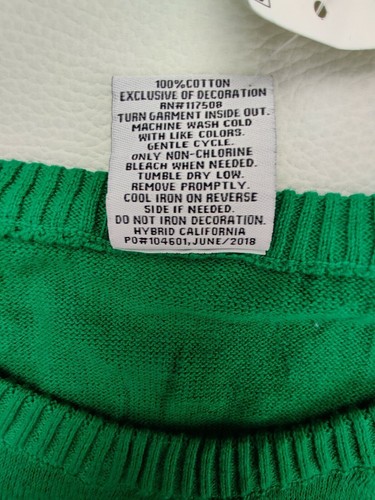 100%COTTON
EXCLUSIVE OF DECORATION
RN#117508
TURN GARMENT INSIDE OUT.
MACHINE WASH COLD
WITH LIKE COLORS.
GENTLE CYCLE.
ONLY NON-CHLORINE
BLEACH WHEN NEEDED.
TUMBLE DRY LOW.
REMOVE PROMPTLY.
COOL IRON ON REVERSE
SIDE IF NEEDED.
DO NOT IRON DECORATION.
HYBRID CALIFORNIA
PO#104601,JUNE/2018